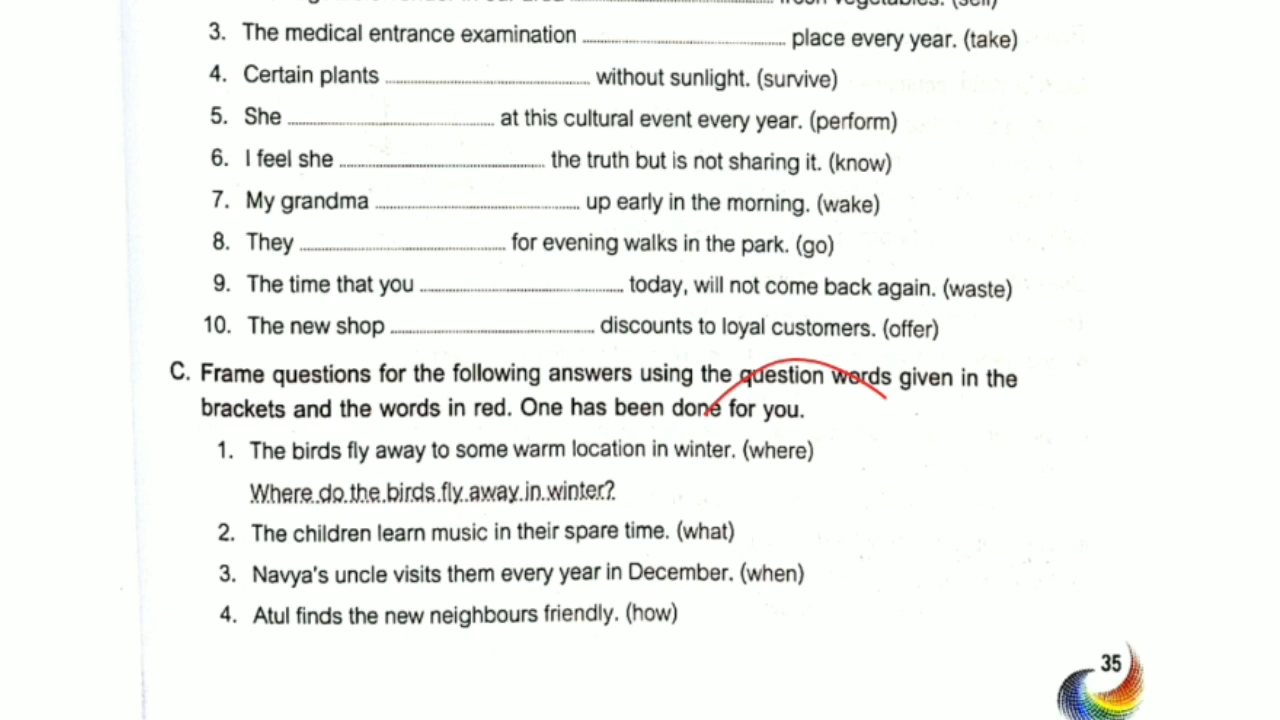 fresh vegetables. (sell)
3. The medical entrance examination ........ place every year. (take)
4. Certain plants ........ without sunlight. (survive)
5. She ........ at this cultural event every year. (perform)
6. I feel she ........ the truth but is not sharing it. (know)
7. My grandma ........ up early in the morning. (wake)
8. They ........ for evening walks in the park. (go)
9. The time that you ........ today, will not come back again. (waste)
10. The new shop ........ discounts to loyal customers. (offer)
C. Frame questions for the following answers using the question words given in the
brackets and the words in red. One has been done for you.
1. The birds fly away to some warm location in winter. (where)
Where do the birds fly away in winter?
2. The children learn music in their spare time. (what)
3. Navya's uncle visits them every year in December. (when)
4. Atul finds the new neighbours friendly. (how)
35